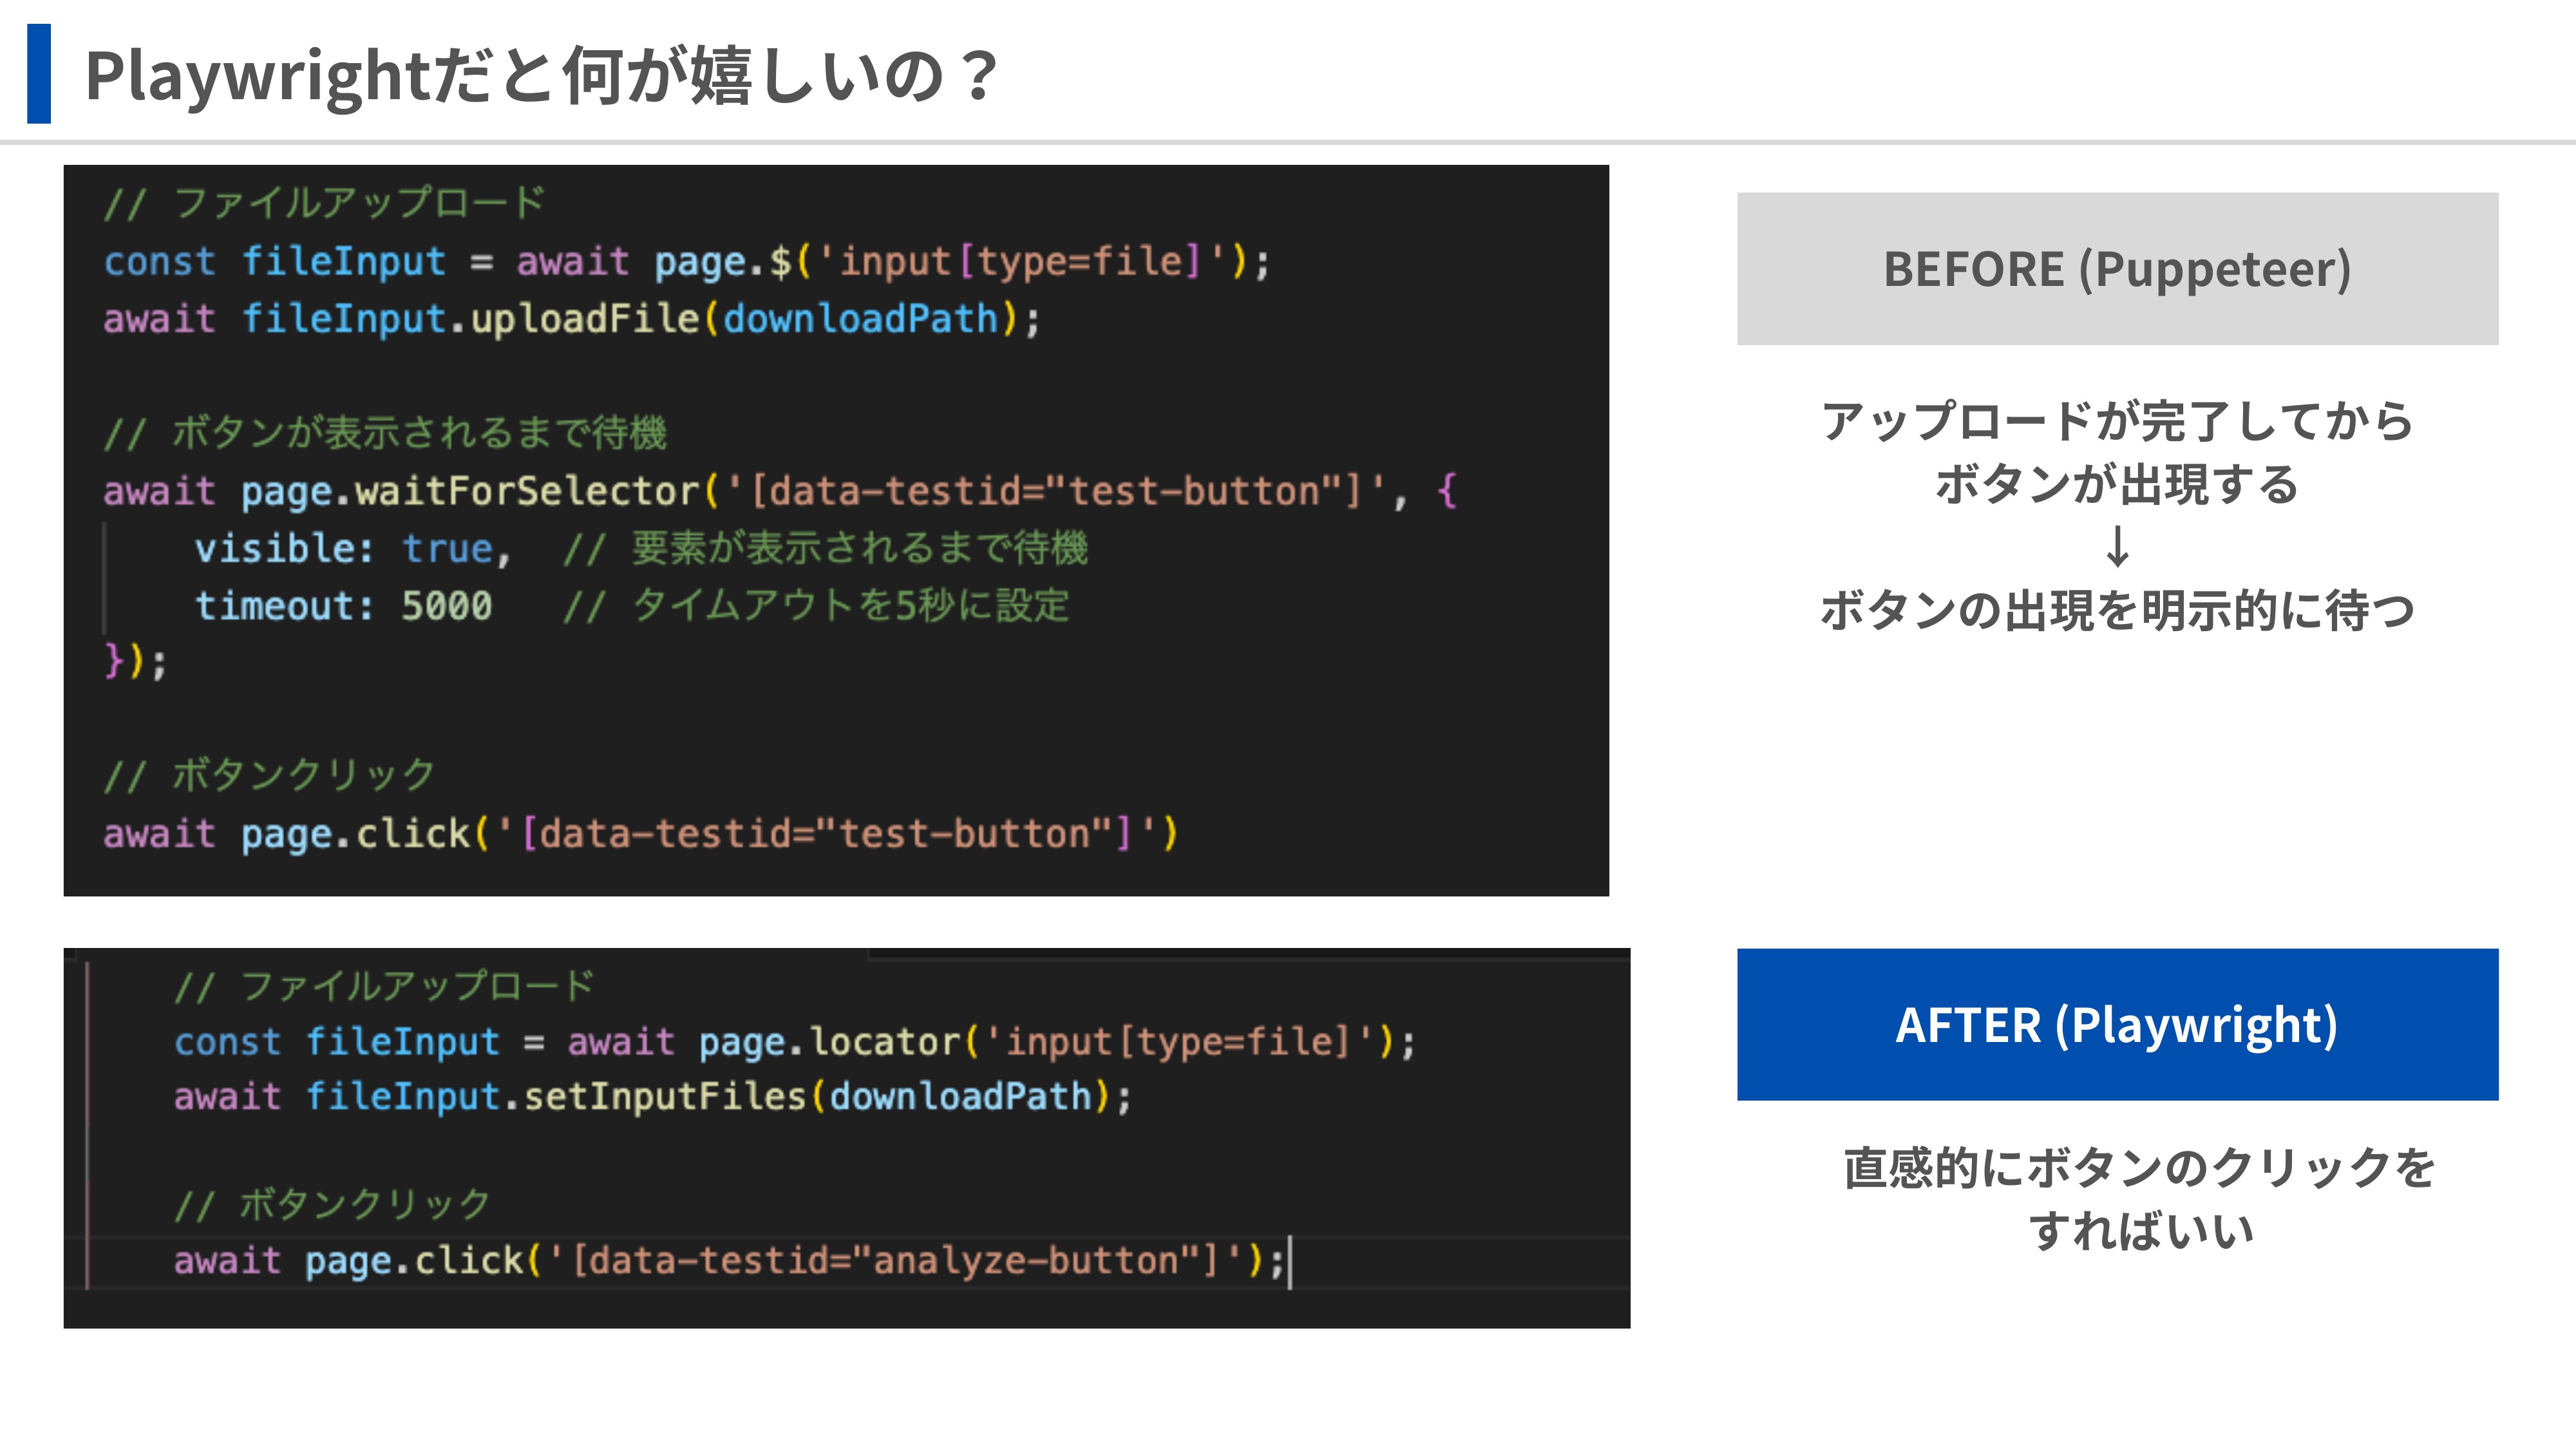 Playwrightだと何が嬉しいの？
// ファイルアップロード
const fileInput = await page.$('input[type=file]');
await fileInput.uploadFile(downloadPath);
// ボタンが表示されるまで待機
await page.waitForSelector('[data-testid="test-button"]', {
    visible: true,  // 要素が表示されるまで待機
    timeout: 5000   // タイムアウトを5秒に設定
});
// ボタンクリック
await page.click('[data-testid="test-button"]')
BEFORE (Puppeteer)
アップロードが完了してから
ボタンが出現する
↓
ボタンの出現を明示的に待つ
// ファイルアップロード
const fileInput = await page.locator('input[type=file]');
await fileInput.setInputFiles(downloadPath);
// ボタンクリック
await page.click('[data-testid="analyze-button"]');
AFTER (Playwright)
直感的にボタンのクリックを
すればいい